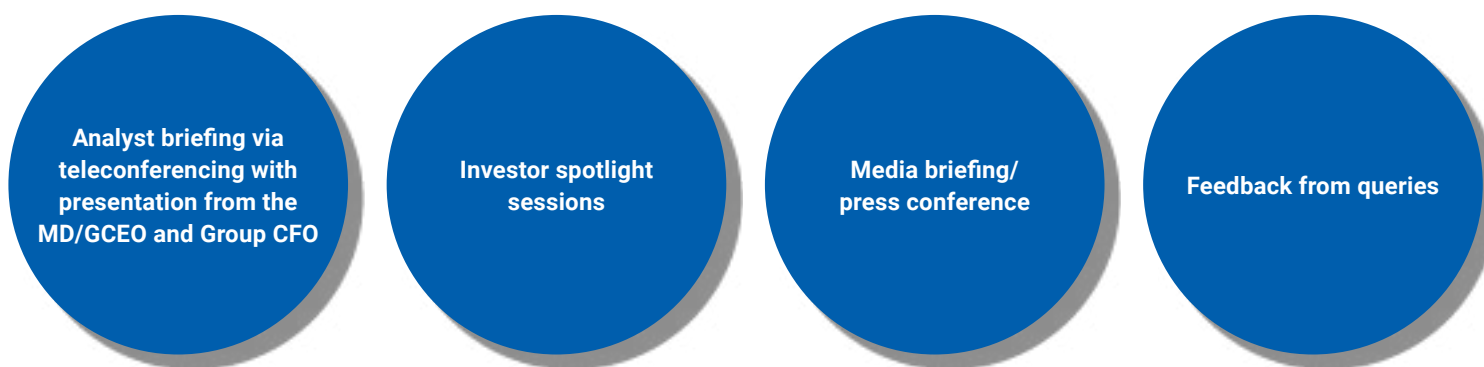 Analyst briefing via
teleconferencing with
presentation from the
MD/GCEO and Group CFO
Investor spotlight
sessions
Media briefing/
press conference
Feedback from queries